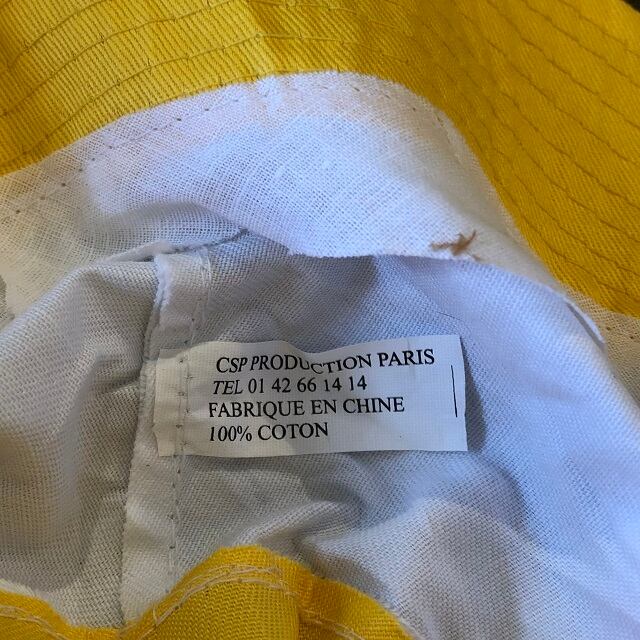 CSP PRODUCTION PARIS
TEL 01 42 66 14 14
FABRIQUE EN CHINE
100% COTON